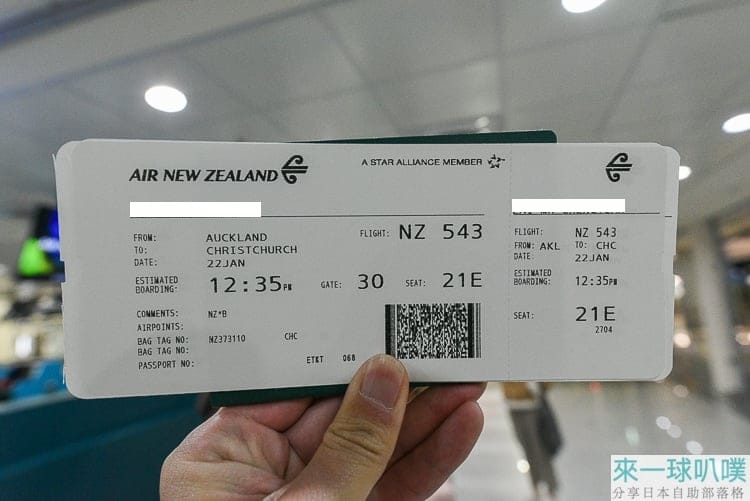 AIR NEW ZEALAND
A STAR ALLIANCE MEMBER
FROM: AUCKLAND
FLIGHT: NZ 543
TO: CHRISTCHURCH
DATE: 22JAN
ESTIMATED BOARDING: 12:35PM
GATE: 30
SEAT: 21E
COMMENTS: NZ*B
AIRPOINTS:
BAG TAG NO: NZ373110 CHC
BAG TAG NO:
PASSPORT NO:
ETKT 068
FLIGHT: NZ 543
FROM: AKL TO: CHC
DATE: 22JAN
ESTIMATED BOARDING: 12:35PM
SEAT: 21E
2704
來一球叭噗
分享日本自助部落格